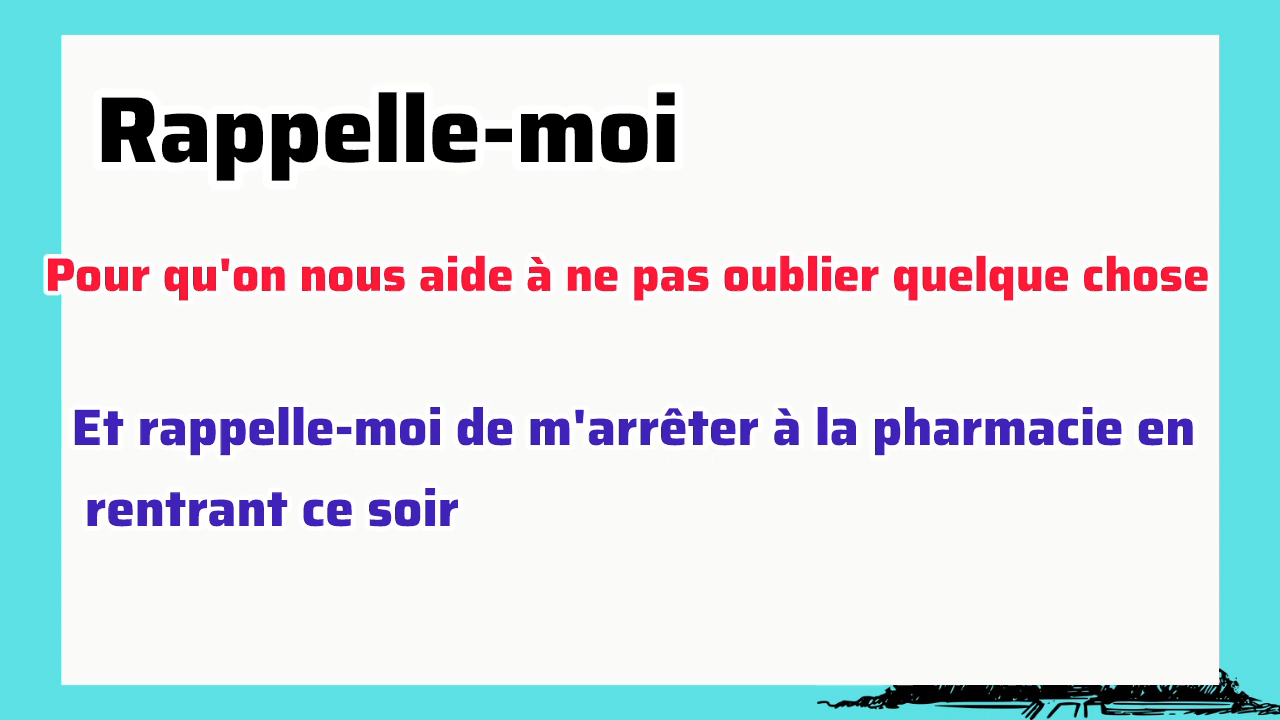 Rappelle-moi
Pour qu'on nous aide à ne pas oublier quelque chose
Et rappelle-moi de m'arrêter à la pharmacie en
rentrant ce soir